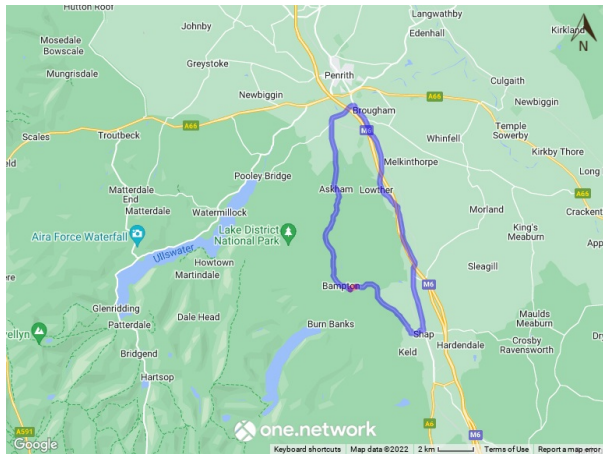 Hutton Roof
Johnby
Langwathby
Edenhall
Kirkland
N
Mosedale
Bowscale
Mungrisdale
Greystoke
Penrith
Newbiggin
Culgaith
A66
Newbiggin
Brougham
M6
A66
Scales
Troutbeck
Whinfell
Temple
Sowerby
Kirkby Thore
Pooley Bridge
Melkinthorpe
Long
Askham
Lowther
Matterdale
End
Matterdale
Watermillock
Morland
Crackent
King's
Meaburn
Aira Force Waterfall
Lake District
National Park
Ullswater
Howtown
Martindale
Sleagill
Bampton
M6
Glenridding
Patterdale
Dale Head
Burn Banks
Shap
Maulds
Meaburn
Crosby
Ravensworth
Hardendale
Keld
Bridgend
Hartsop
A591
one.network
A6
M6
Google
Keyboard shortcuts Map data ©2022 2 km Terms of Use Report a map error